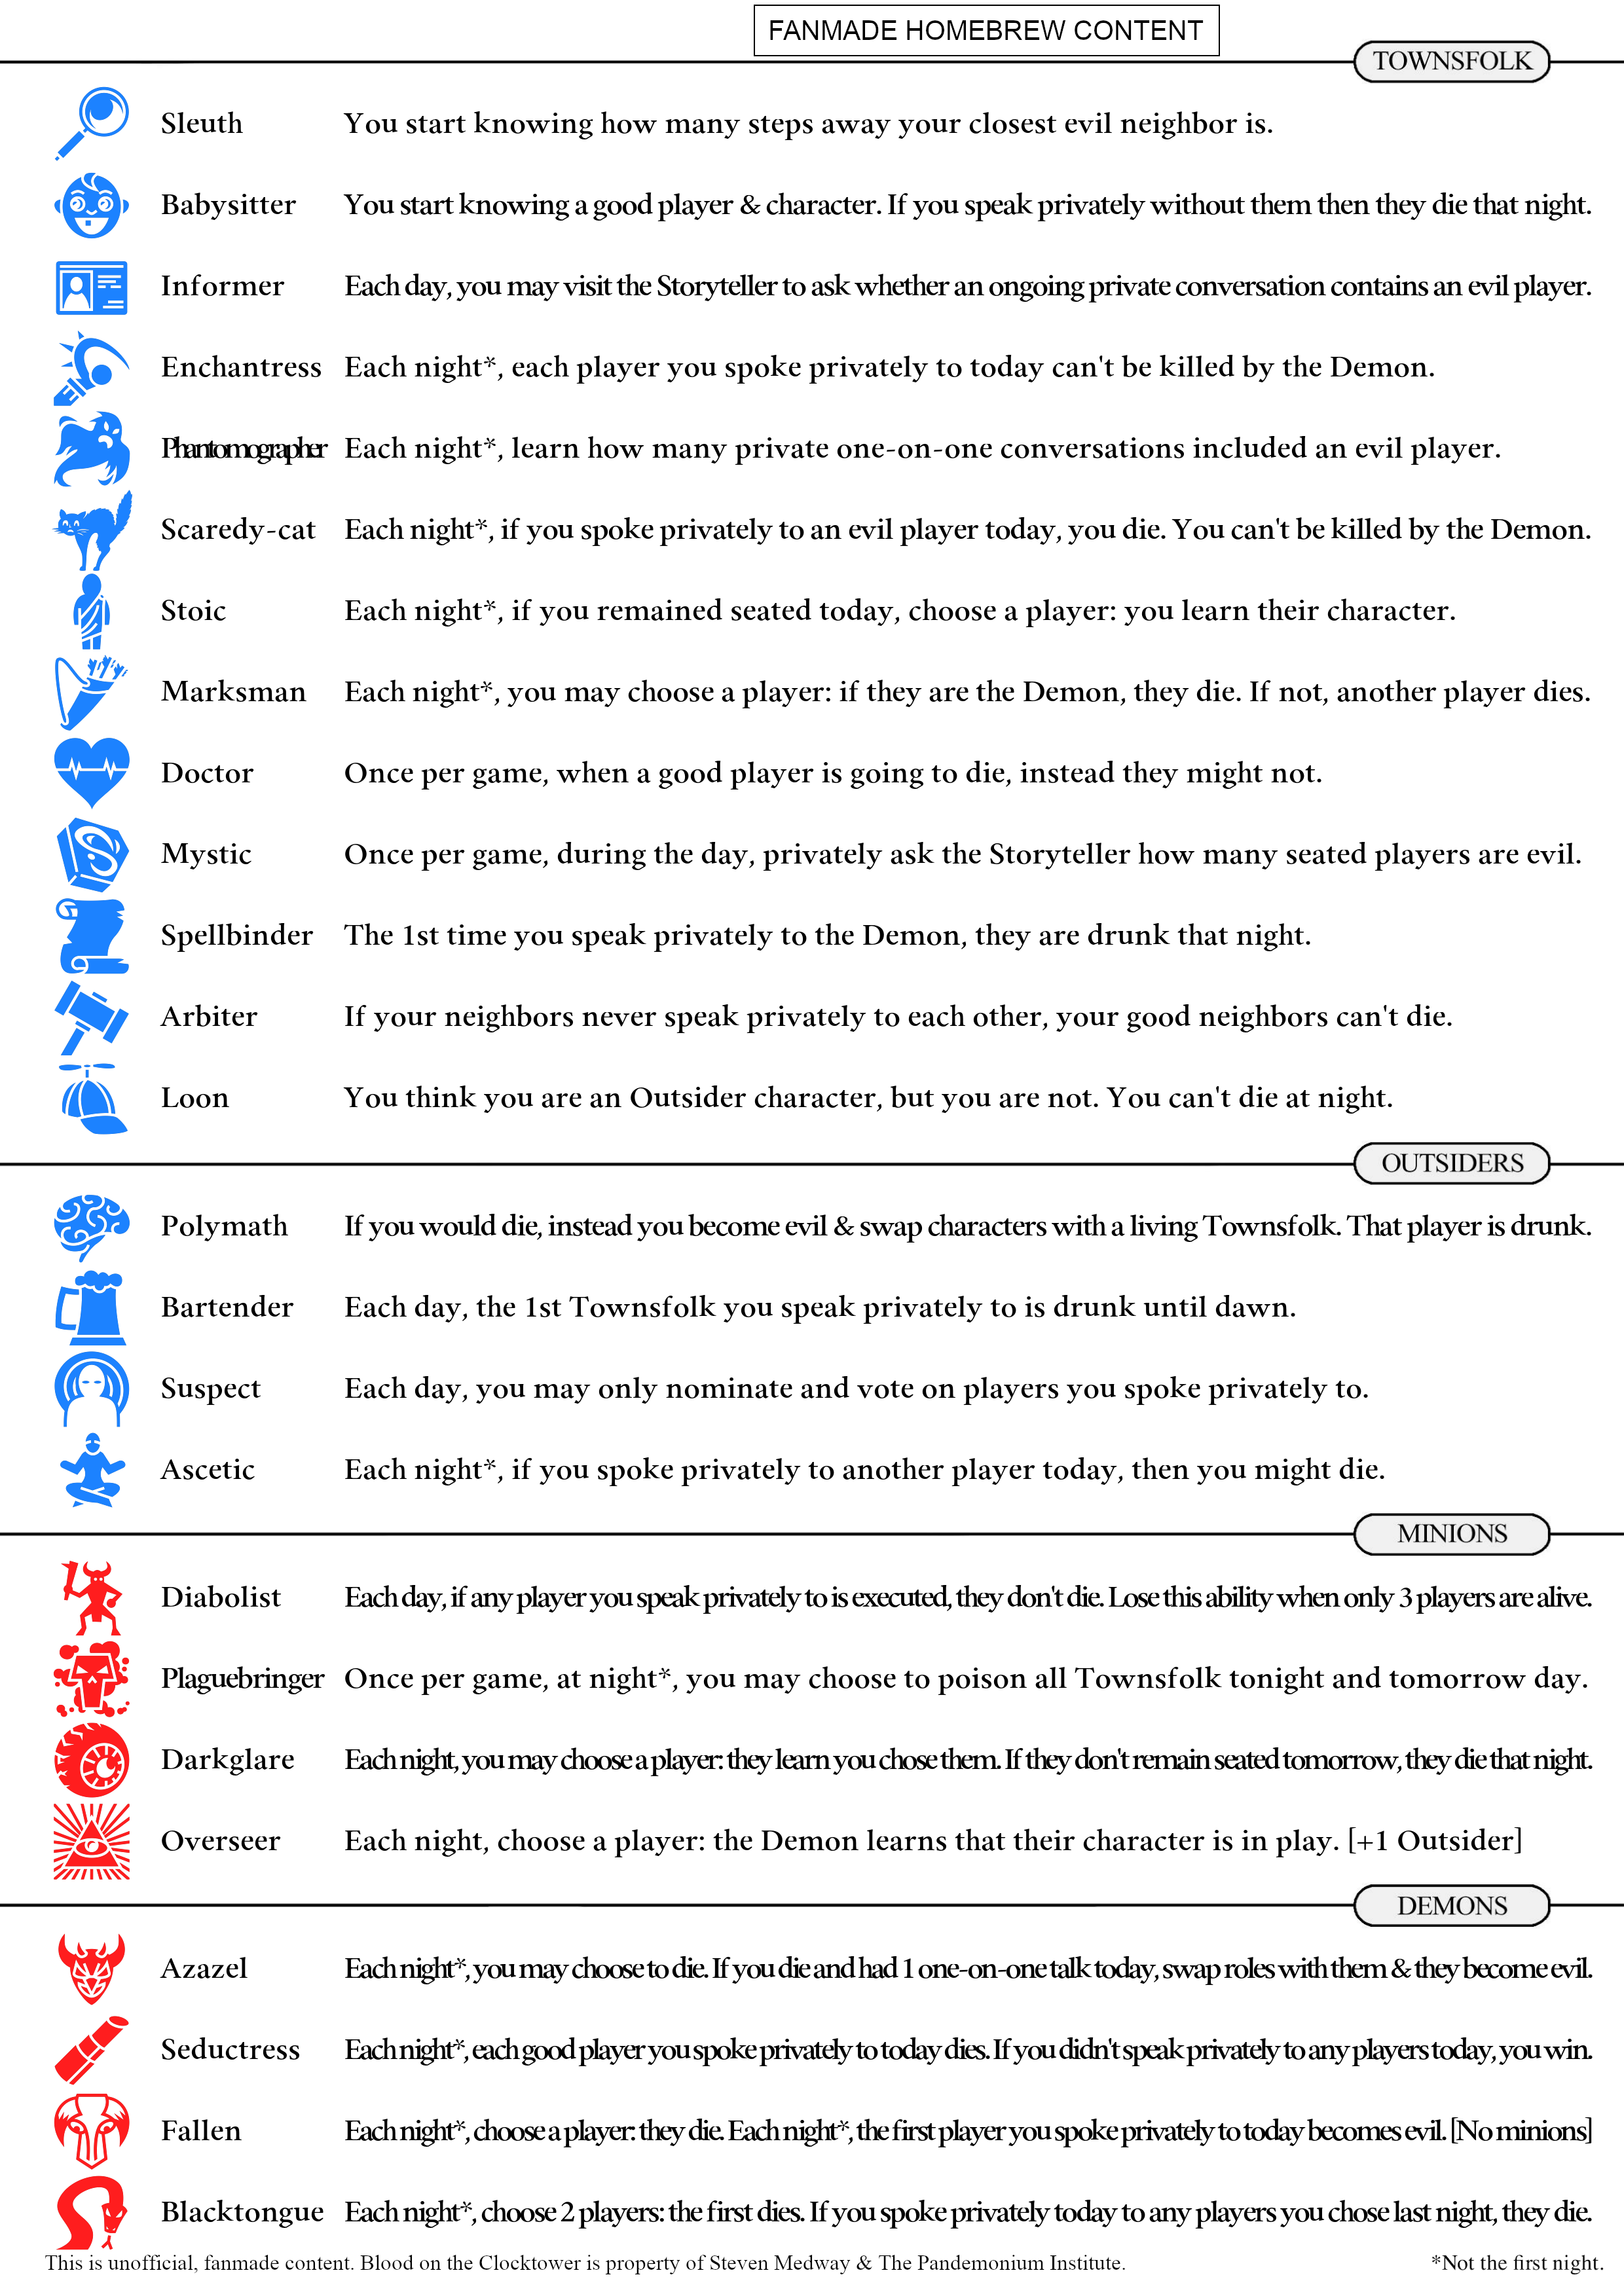 FANMADE HOMEBREW CONTENT
TOWNSFOLK
Sleuth You start knowing how many steps away your closest evil neighbor is.
Babysitter You start knowing a good player & character. If you speak privately without them then they die that night.
Informer Each day, you may visit the Storyteller to ask whether an ongoing private conversation contains an evil player.
Enchantress Each night*, each player you spoke privately to today can't be killed by the Demon.
Phantomographer Each night*, learn how many private one-on-one conversations included an evil player.
Scaredy-cat Each night*, if you spoke privately to an evil player today, you die. You can't be killed by the Demon.
Stoic Each night*, if you remained seated today, choose a player: you learn their character.
Marksman Each night*, you may choose a player: if they are the Demon, they die. If not, another player dies.
Doctor Once per game, when a good player is going to die, instead they might not.
Mystic Once per game, during the day, privately ask the Storyteller how many seated players are evil.
Spellbinder The 1st time you speak privately to the Demon, they are drunk that night.
Arbiter If your neighbors never speak privately to each other, your good neighbors can't die.
Loon You think you are an Outsider character, but you are not. You can't die at night.
OUTSIDERS
Polymath If you would die, instead you become evil & swap characters with a living Townsfolk. That player is drunk.
Bartender Each day, the 1st Townsfolk you speak privately to is drunk until dawn.
Suspect Each day, you may only nominate and vote on players you spoke privately to.
Ascetic Each night*, if you spoke privately to another player today, then you might die.
MINIONS
Diabolist Each day, if any player you speak privately to is executed, they don't die. Lose this ability when only 3 players are alive.
Plaguebringer Once per game, at night*, you may choose to poison all Townsfolk tonight and tomorrow day.
Darkglare Each night, you may choose a player: they learn you chose them. If they don't remain seated tomorrow, they die that night.
Overseer Each night, choose a player: the Demon learns that their character is in play. [+1 Outsider]
DEMONS
Azazel Each night*, you may choose to die. If you die and had 1 one-on-one talk today, swap roles with them & they become evil.
Seductress Each night*, each good player you spoke privately to today dies. If you didn't speak privately to any players today, you win.
Fallen Each night*, choose a player: they die. Each night*, the first player you spoke privately to today becomes evil. [No minions]
Blacktongue Each night*, choose 2 players: the first dies. If you spoke privately today to any players you chose last night, they die.
This is unofficial, fanmade content. Blood on the Clocktower is property of Steven Medway & The Pandemonium Institute. *Not the first night.